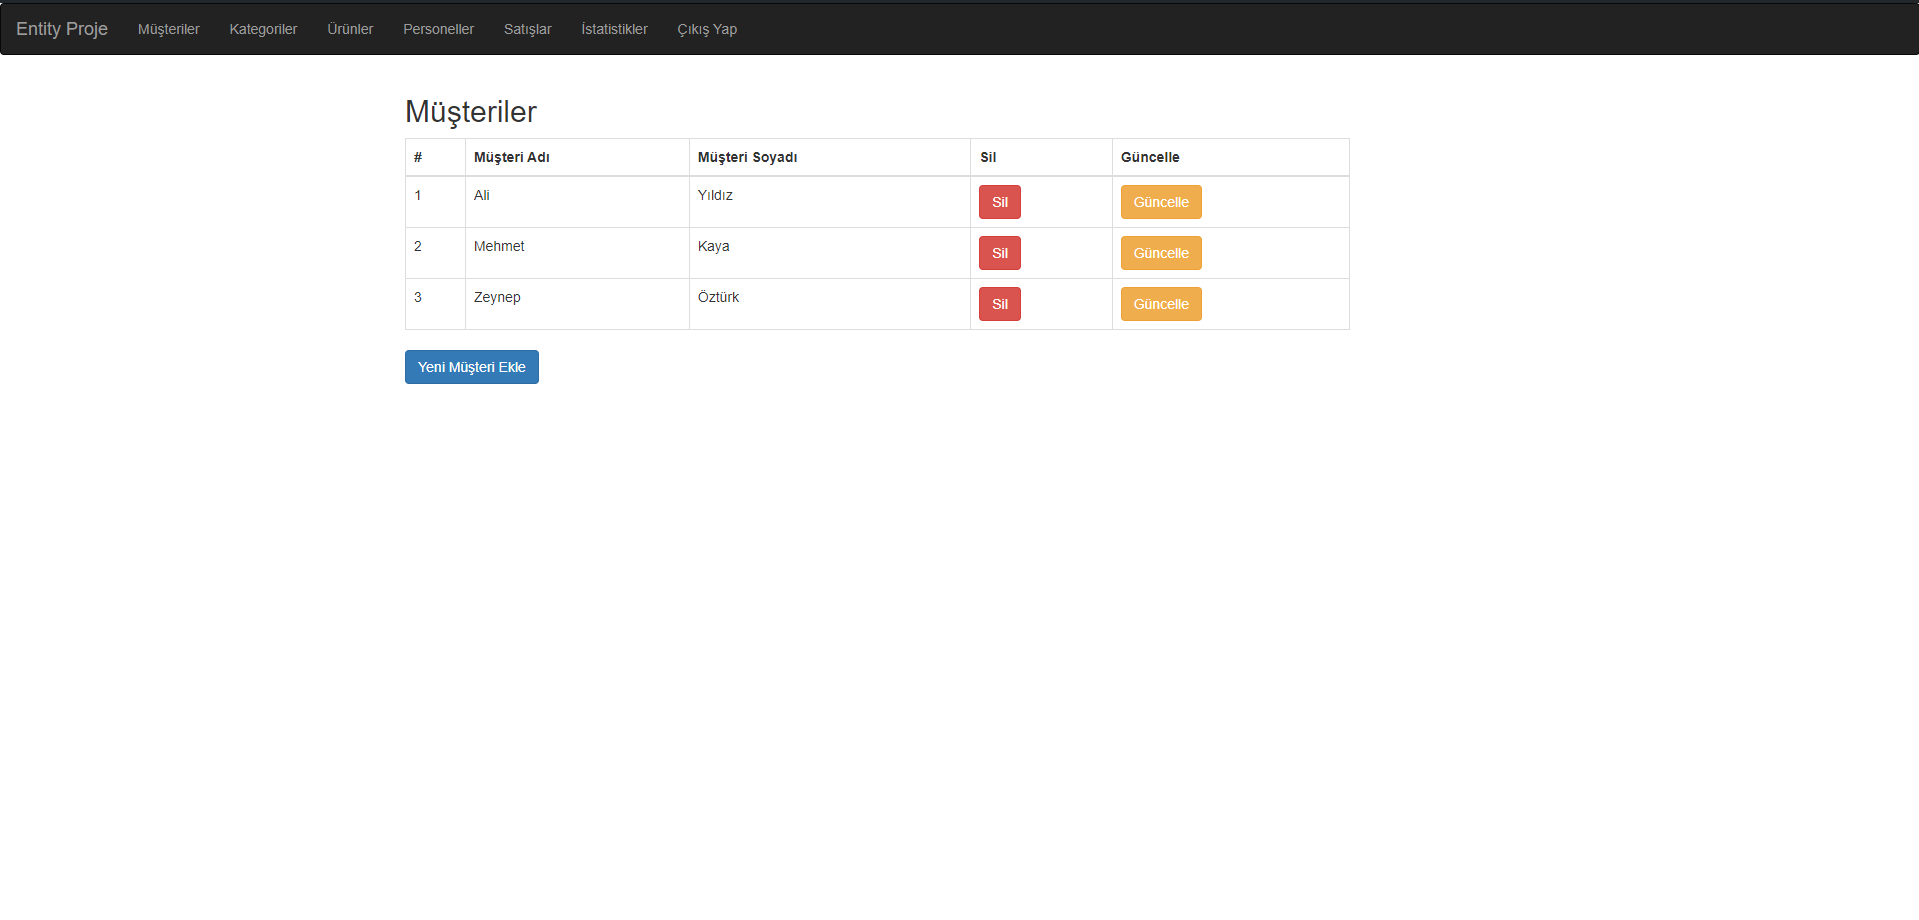 Entity Proje Müşteriler Kategoriler Ürünler Personeller Satışlar İstatistikler Çıkış Yap
Müşteriler
# Müşteri Adı Müşteri Soyadı Sil Güncelle
1 Ali Yıldız Sil Güncelle
2 Mehmet Kaya Sil Güncelle
3 Zeynep Öztürk Sil Güncelle
Yeni Müşteri Ekle